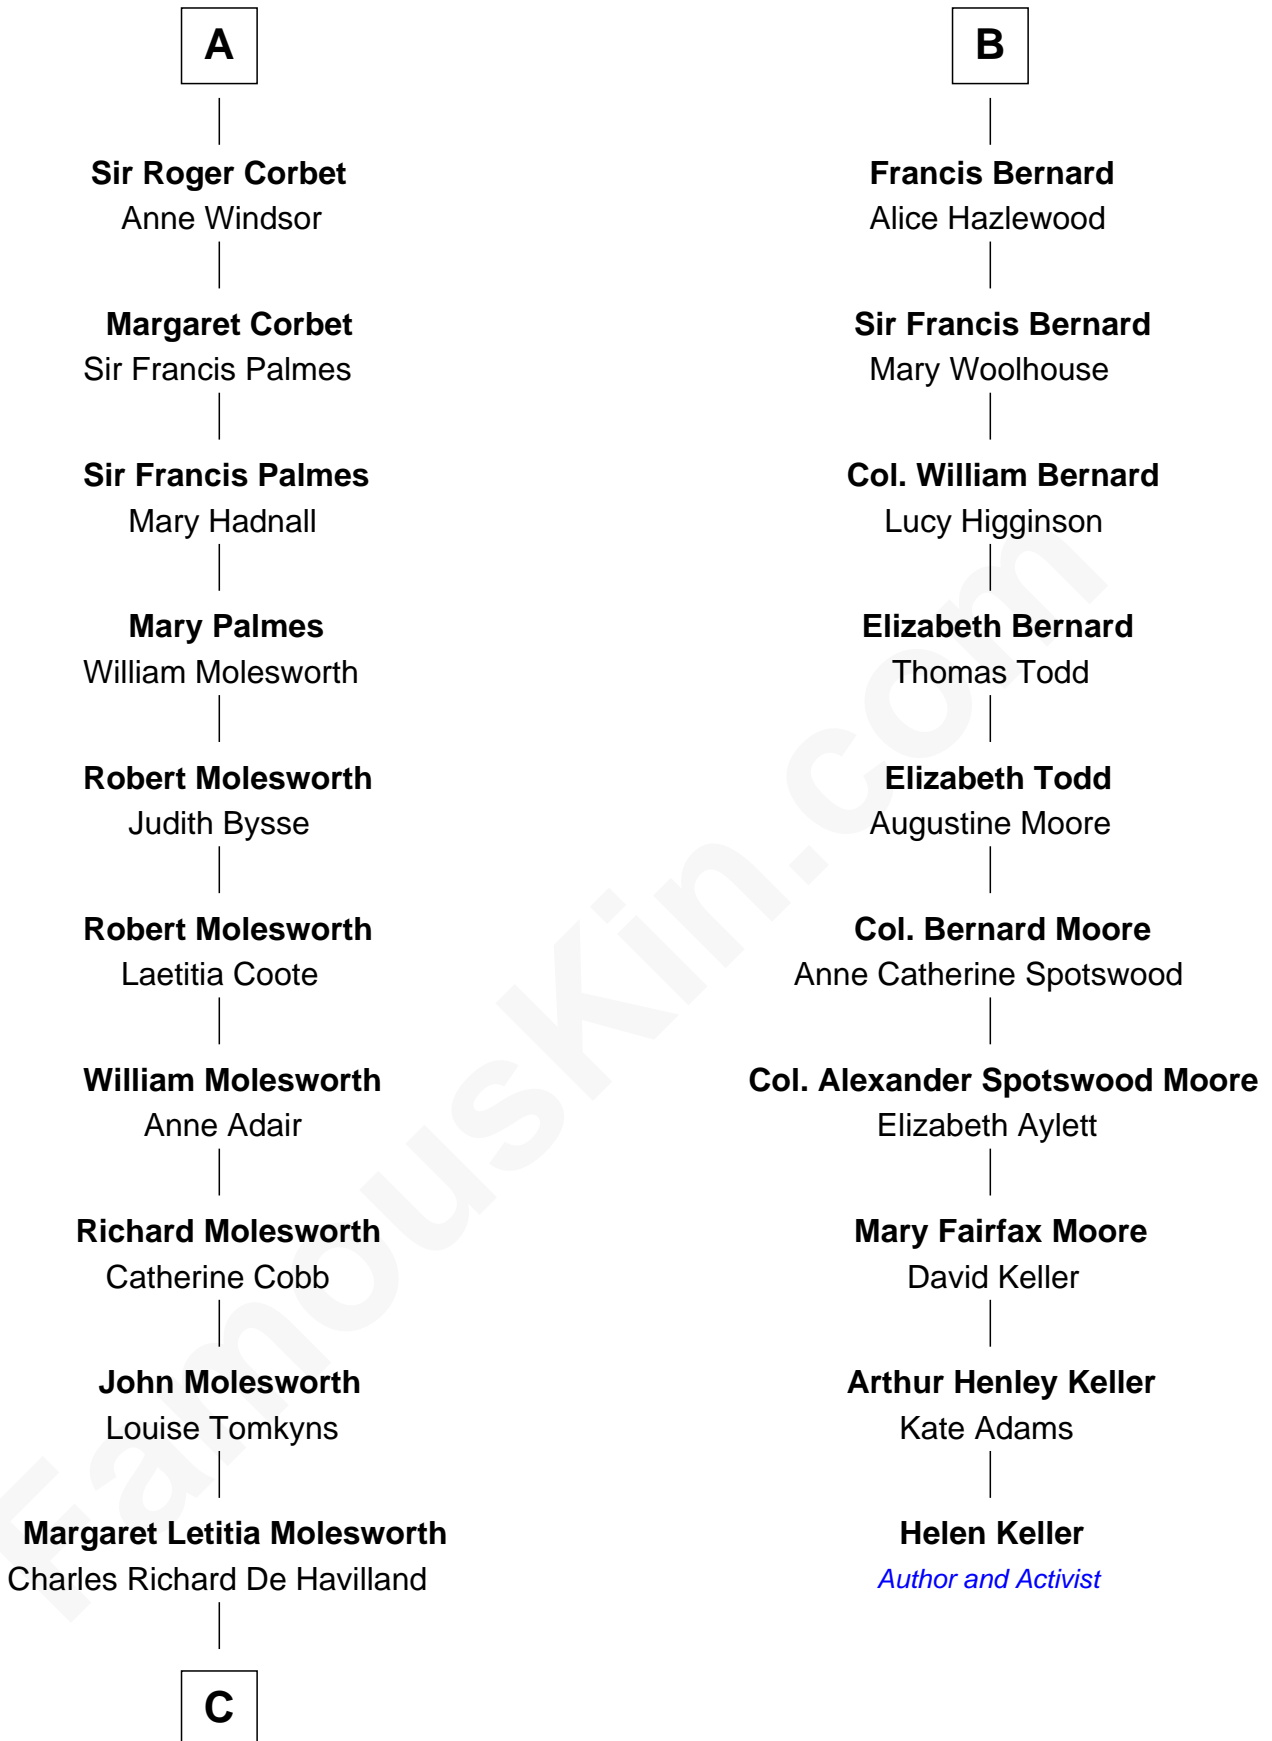 A
Sir Roger Corbet
Anne Windsor
Margaret Corbet
Sir Francis Palmes
Sir Francis Palmes
Mary Hadnall
Mary Palmes
William Molesworth
Robert Molesworth
Judith Bysse
Robert Molesworth
Laetitia Coote
William Molesworth
Anne Adair
Richard Molesworth
Catherine Cobb
John Molesworth
Louise Tomkyns
Margaret Letitia Molesworth
Charles Richard De Havilland
C
B
Francis Bernard
Alice Hazlewood
Sir Francis Bernard
Mary Woolhouse
Col. William Bernard
Lucy Higginson
Elizabeth Bernard
Thomas Todd
Elizabeth Todd
Augustine Moore
Col. Bernard Moore
Anne Catherine Spotswood
Col. Alexander Spotswood Moore
Elizabeth Aylett
Mary Fairfax Moore
David Keller
Arthur Henley Keller
Kate Adams
Helen Keller
Author and Activist
FamousKin.com